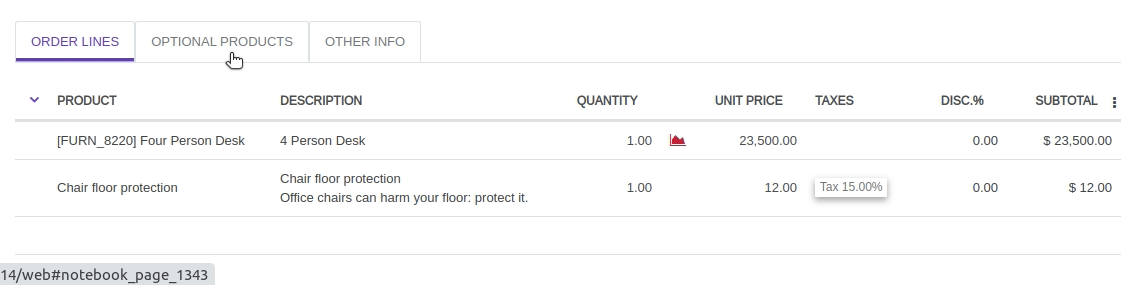 ORDER LINES OPTIONAL PRODUCTS OTHER INFO
PRODUCT DESCRIPTION QUANTITY UNIT PRICE TAXES DISC.% SUBTOTAL
[FURN_8220] Four Person Desk 4 Person Desk 1.00 23,500.00 0.00 $ 23,500.00
Chair floor protection Chair floor protection 1.00 12.00 Tax 15.00% 0.00 $ 12.00
Office chairs can harm your floor: protect it.
14/web#notebook_page_1343